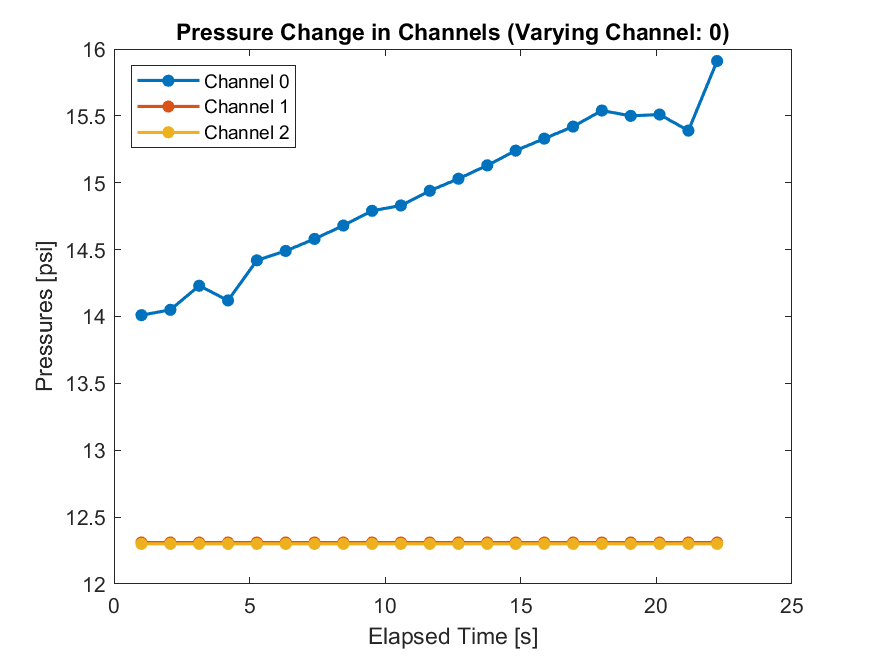 Pressure Change in Channels (Varying Channel: 0)
16
15.5
15
14.5
14
13.5
13
12.5
12
Channel 0
Channel 1
Channel 2
Pressures [psi]
0 5 10 15 20 25
Elapsed Time [s]